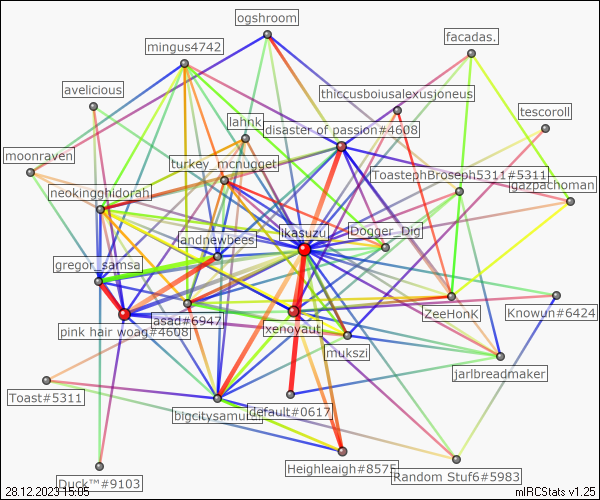 ogshroom
facadas.
mingus4742
thiccusboiusalexusjoneus
avelicious
tescoroll
lahnk
disaster of passion#4608
moonraven
turkey_mcnugget
ToastephBroseph5311#5311
neokingghidorah
gazpachoman
likasuzu
Dogger_Dig
andnewbees
gregor_samsa
Knowun#6424
ZeeHonK
asad#6947
pink hair woag#4608
xenoyaut
mukszi
jarlbreadmaker
Toast#5311
default#0617
Heighleaigh#8575
Random Stuf6#5983
Duck™#9103
28.12.2023 15:05
mIRCStats v1.25